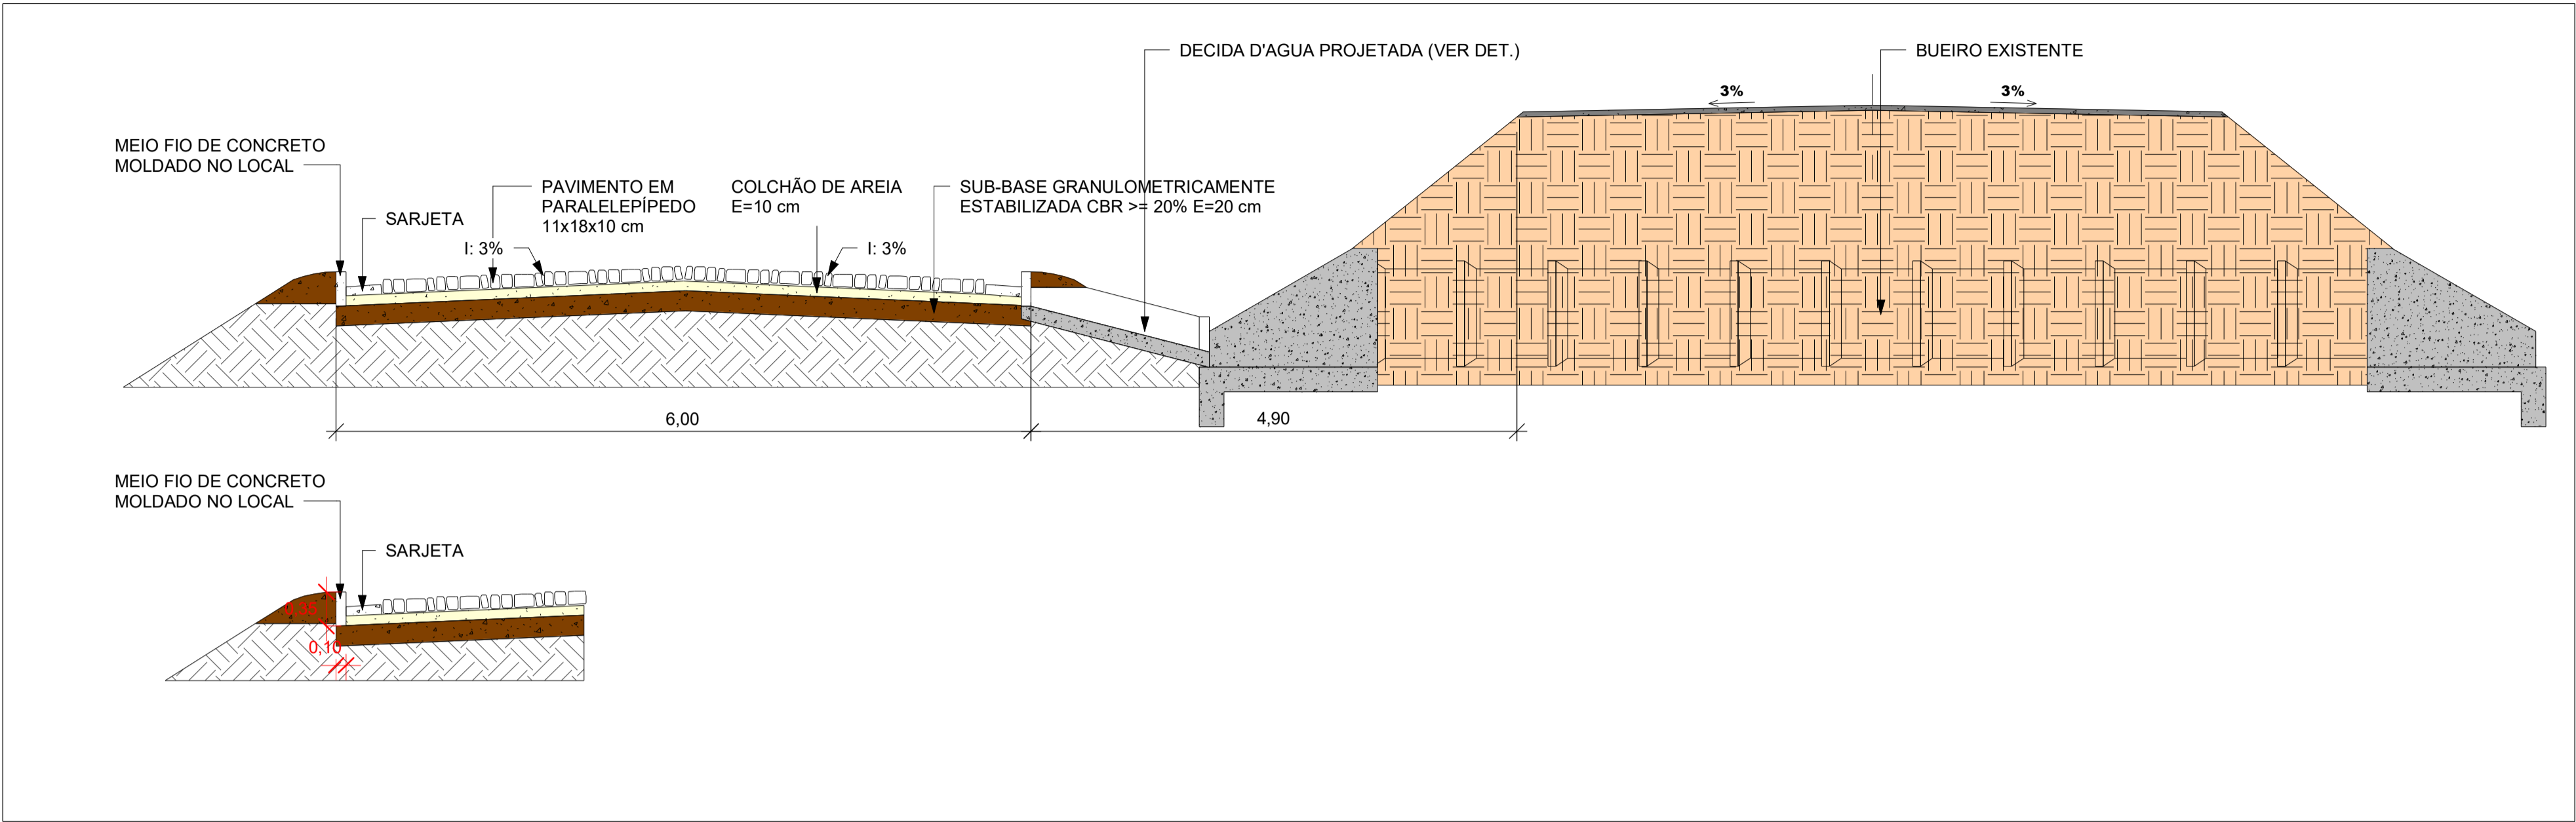 DECIDA D'AGUA PROJETADA (VER DET.)
BUEIRO EXISTENTE
3%
3%
MEIO FIO DE CONCRETO
MOLDADO NO LOCAL
SARJETA
PAVIMENTO EM
PARALELEPÍPEDO
11x18x10 cm
COLCHÃO DE AREIA
E=10 cm
SUB-BASE GRANULOMETRICAMENTE
ESTABILIZADA CBR >= 20% E=20 cm
I: 3%
I: 3%
6,00
4,90
MEIO FIO DE CONCRETO
MOLDADO NO LOCAL
SARJETA
0,35
0,10